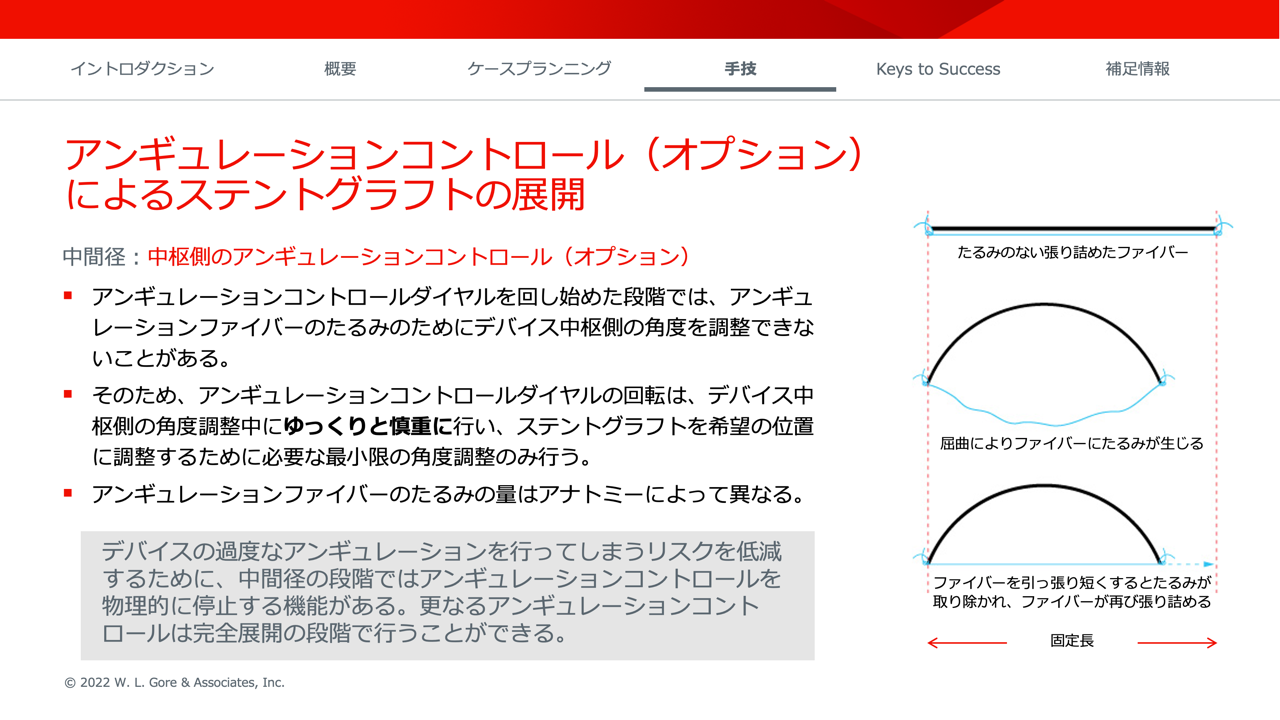 イントロダクション
概要
ケースプランニング
手技
Keys to Success
補足情報
アンギュレーションコントロール（オプション）
によるステントグラフトの展開
中間径：中枢側のアンギュレーションコントロール（オプション）
アンギュレーションコントロールダイヤルを回し始めた段階では、アンギュ
レーションファイバーのたるみのためにデバイス中枢側の角度を調整できな
いことがある。
そのため、アンギュレーションコントロールダイヤルの回転は、デバイス中
枢側の角度調整中にゆっくりと慎重に行い、ステントグラフトを希望の位置
に調整するために必要な最小限の角度調整のみ行う。
アンギュレーションファイバーのたるみの量はアナトミーによって異なる。
デバイスの過度なアンギュレーションを行ってしまうリスクを低減
するために、中間径の段階ではアンギュレーションコントロールを
物理的に停止する機能がある。更なるアンギュレーションコント
ロールは完全展開の段階で行うことができる。
たるみのない張り詰めたファイバー
屈曲によりファイバーにたるみが生じる
ファイバーを引っ張り短くするとたるみが
取り除かれ、ファイバーが再び張り詰める
固定長
© 2022 W. L. Gore & Associates, Inc.